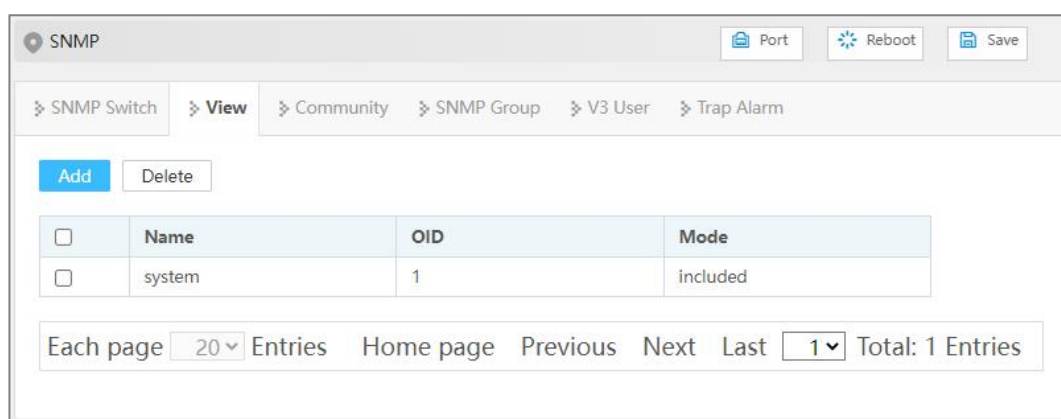 SNMP Port Reboot Save
SNMP Switch View Community SNMP Group V3 User Trap Alarm
Add Delete
Name OID Mode
system 1 included
Each page 20 Entries Home page Previous Next Last 1 Total: 1 Entries